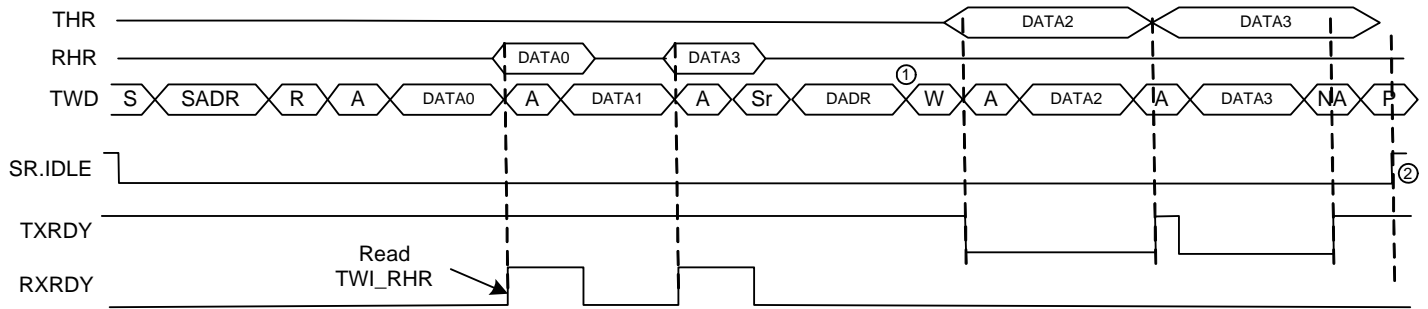 THR DATA2 DATA3
RHR DATA0 DATA3
①
TWD S SADR R A DATA0 A DATA1 A Sr DADR W A DATA2 A DATA3 NA P
SR.IDLE ②
TXRDY
Read
TWI_RHR
RXRDY